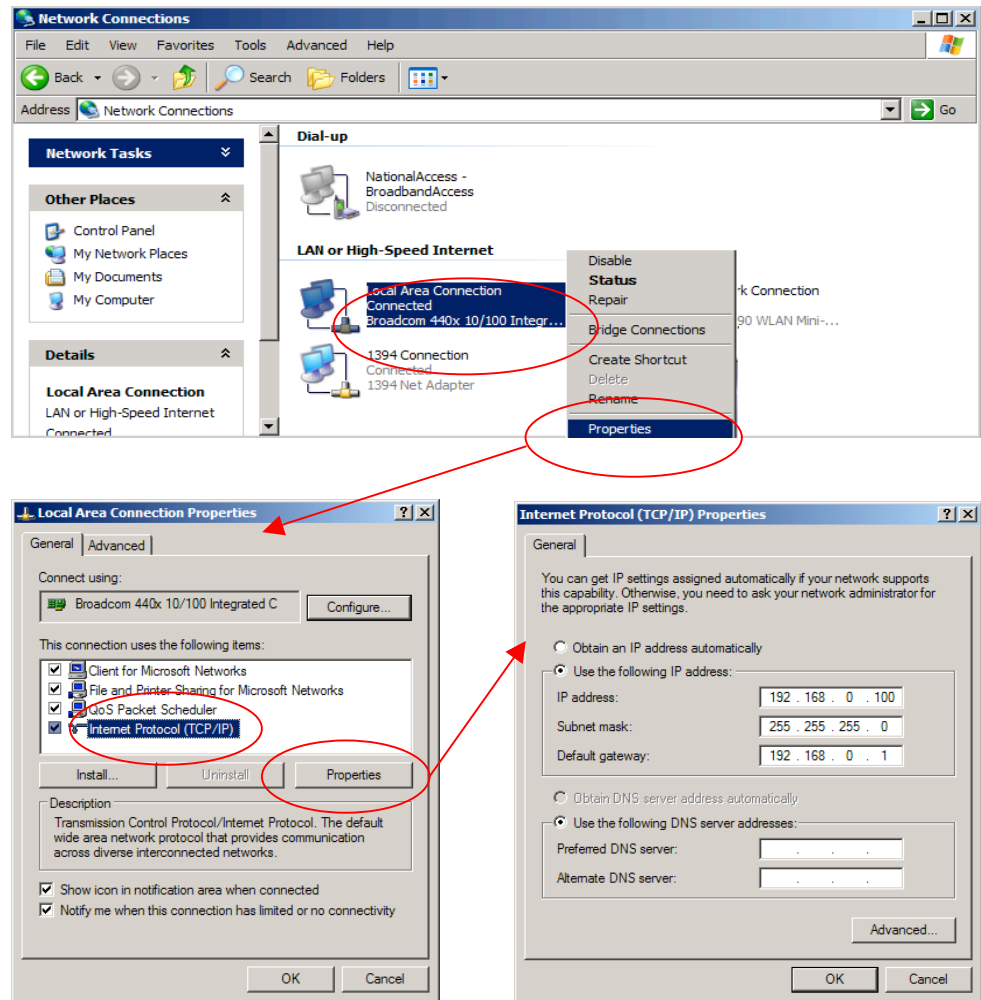 Network Connections
File Edit View Favorites Tools Advanced Help
Back Search Folders
Address Network Connections Go
Network Tasks
Other Places
Control Panel
My Network Places
My Documents
My Computer
Details
Local Area Connection
LAN or High-Speed Internet
Connected
Dial-up
NationalAccess -
BroadbandAccess
Disconnected
LAN or High-Speed Internet
Local Area Connection
Connected
Broadcom 440x 10/100 Integr...
1394 Connection
Connected
1394 Net Adapter
Disable
Status
Repair
Bridge Connections
Create Shortcut
Delete
Rename
Properties
rk Connection
90 WLAN Mini-...
Local Area Connection Properties
General Advanced
Connect using:
Broadcom 440x 10/100 Integrated C Configure...
This connection uses the following items:
Client for Microsoft Networks
File and Printer Sharing for Microsoft Networks
QoS Packet Scheduler
Internet Protocol (TCP/IP)
Install... Uninstall Properties
Description
Transmission Control Protocol/Internet Protocol. The default
wide area network protocol that provides communication
across diverse interconnected networks.
Show icon in notification area when connected
Notify me when this connection has limited or no connectivity
OK Cancel
Internet Protocol (TCP/IP) Properties
General
You can get IP settings assigned automatically if your network supports
this capability. Otherwise, you need to ask your network administrator for
the appropriate IP settings.
Obtain an IP address automatically
Use the following IP address:
IP address: 192 . 168 . 0 . 100
Subnet mask: 255 . 255 . 255 . 0
Default gateway: 192 . 168 . 0 . 1
Obtain DNS server address automatically
Use the following DNS server addresses:
Preferred DNS server: . . .
Alternate DNS server: . . .
Advanced...
OK Cancel